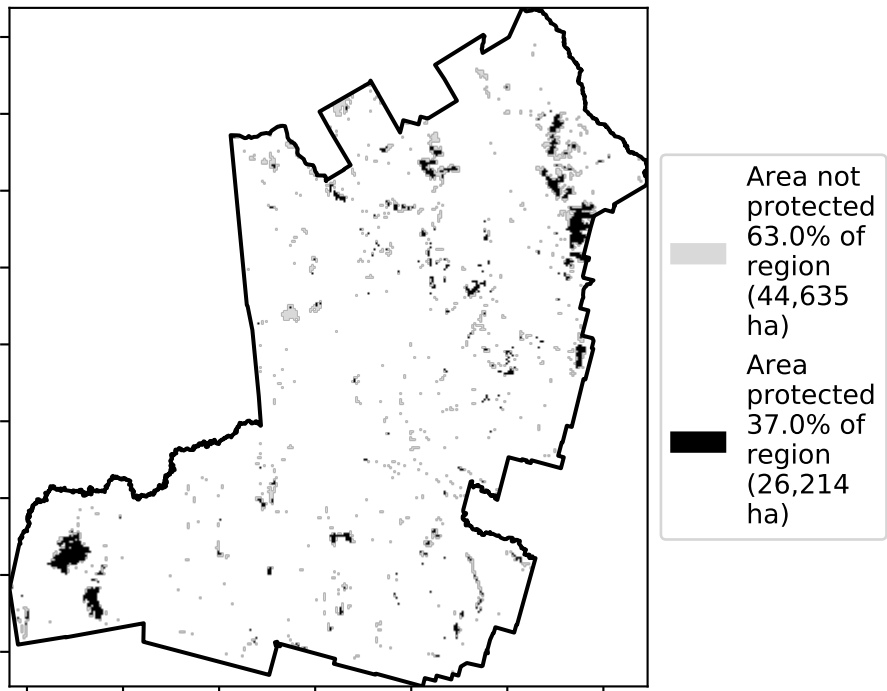 Area not
protected
63.0% of
region
(44,635
ha)
Area
protected
37.0% of
region
(26,214
ha)